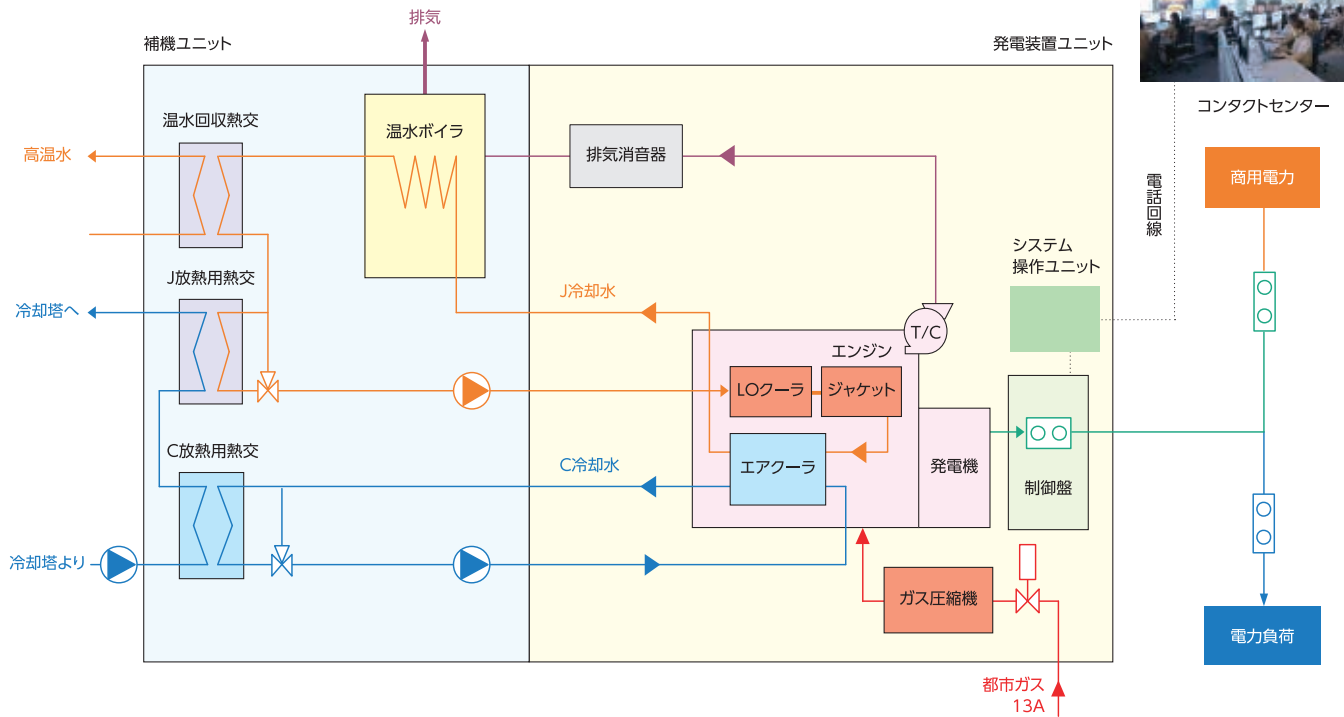 排気
補機ユニット
発電装置ユニット
コンタクトセンター
温水回収熱交
温水ボイラ
排気消音器
高温水
電話回線
商用電力
システム
操作ユニット
J放熱用熱交
J冷却水
冷却塔へ
T/C
エンジン
LOクーラ
ジャケット
C放熱用熱交
C冷却水
エアクーラ
発電機
制御盤
冷却塔より
ガス圧縮機
電力負荷
都市ガス
13A